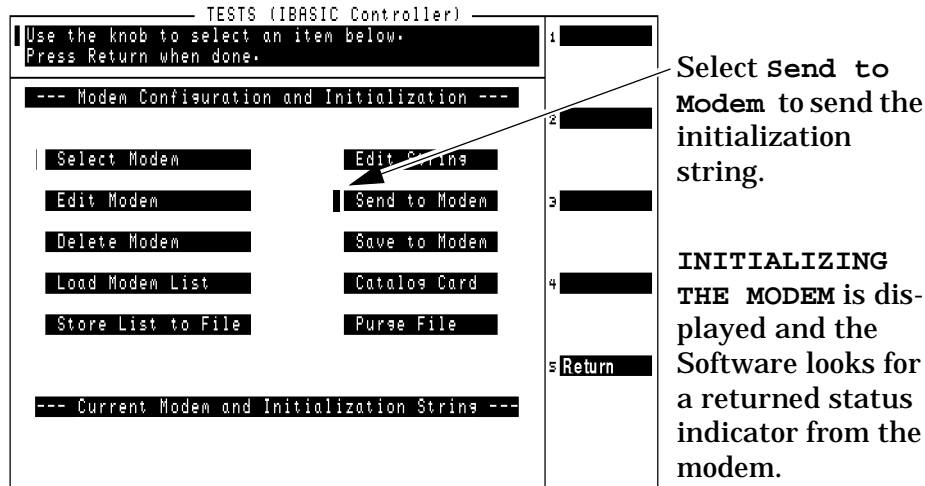 TESTS (IBASIC Controller)
Use the knob to select an item below.
Press Return when done.
--- Modem Configuration and Initialization ---
Select Modem
Edit String
Edit Modem
Send to Modem
Delete Modem
Save to Modem
Load Modem List
Catalog Card
Store List to File
Purge File
--- Current Modem and Initialization String ---
1
2
3
4
5 Return
Select Send to
Modem to send the
initialization
string.
INITIALIZING
THE MODEM is dis-
played and the
Software looks for
a returned status
indicator from the
modem.